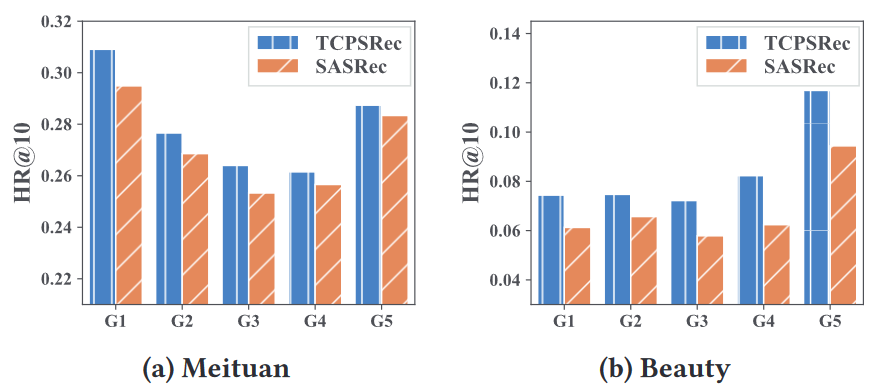 0.32
0.30
0.28
0.26
0.24
0.22
HR@10
TCPSRec
SASRec
G1 G2 G3 G4 G5
(a) Meituan
0.14
0.12
0.10
0.08
0.06
0.04
HR@10
TCPSRec
SASRec
G1 G2 G3 G4 G5
(b) Beauty